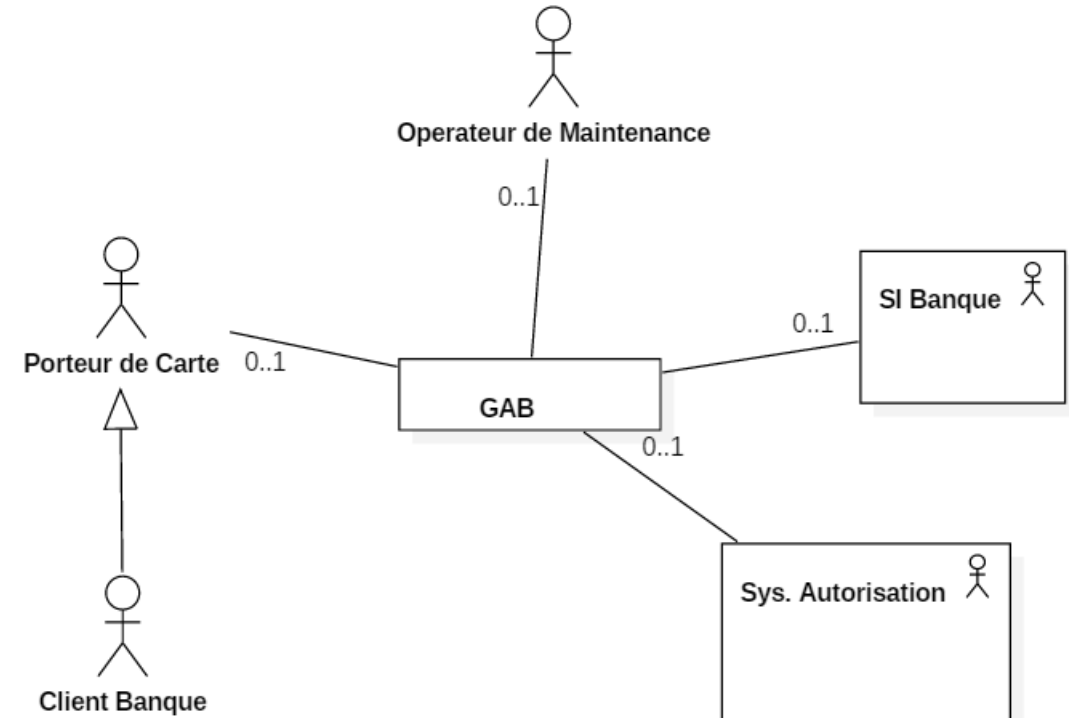 Operateur de Maintenance
0..1
SI Banque
0..1
Porteur de Carte
0..1
GAB
0..1
Sys. Autorisation
Client Banque